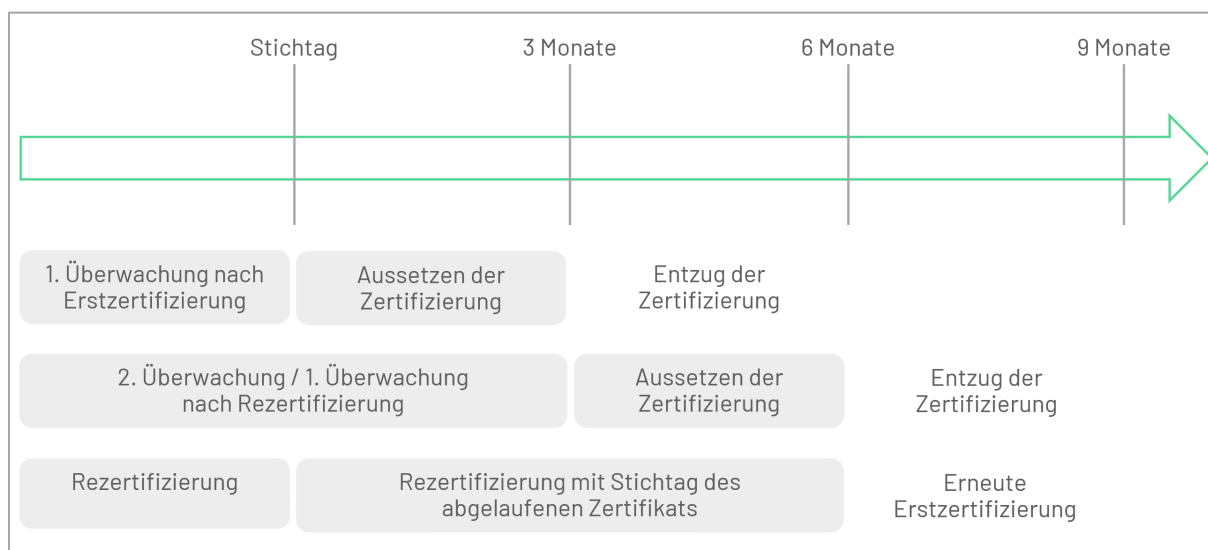 Stichtag
3 Monate
6 Monate
9 Monate
1. Überwachung nach
Erstzertifizierung
Aussetzen der
Zertifizierung
Entzug der
Zertifizierung
2. Überwachung / 1. Überwachung
nach Rezertifizierung
Aussetzen der
Zertifizierung
Entzug der
Zertifizierung
Rezertifizierung
Rezertifizierung mit Stichtag des
abgelaufenen Zertifikats
Erneute
Erstzertifizierung